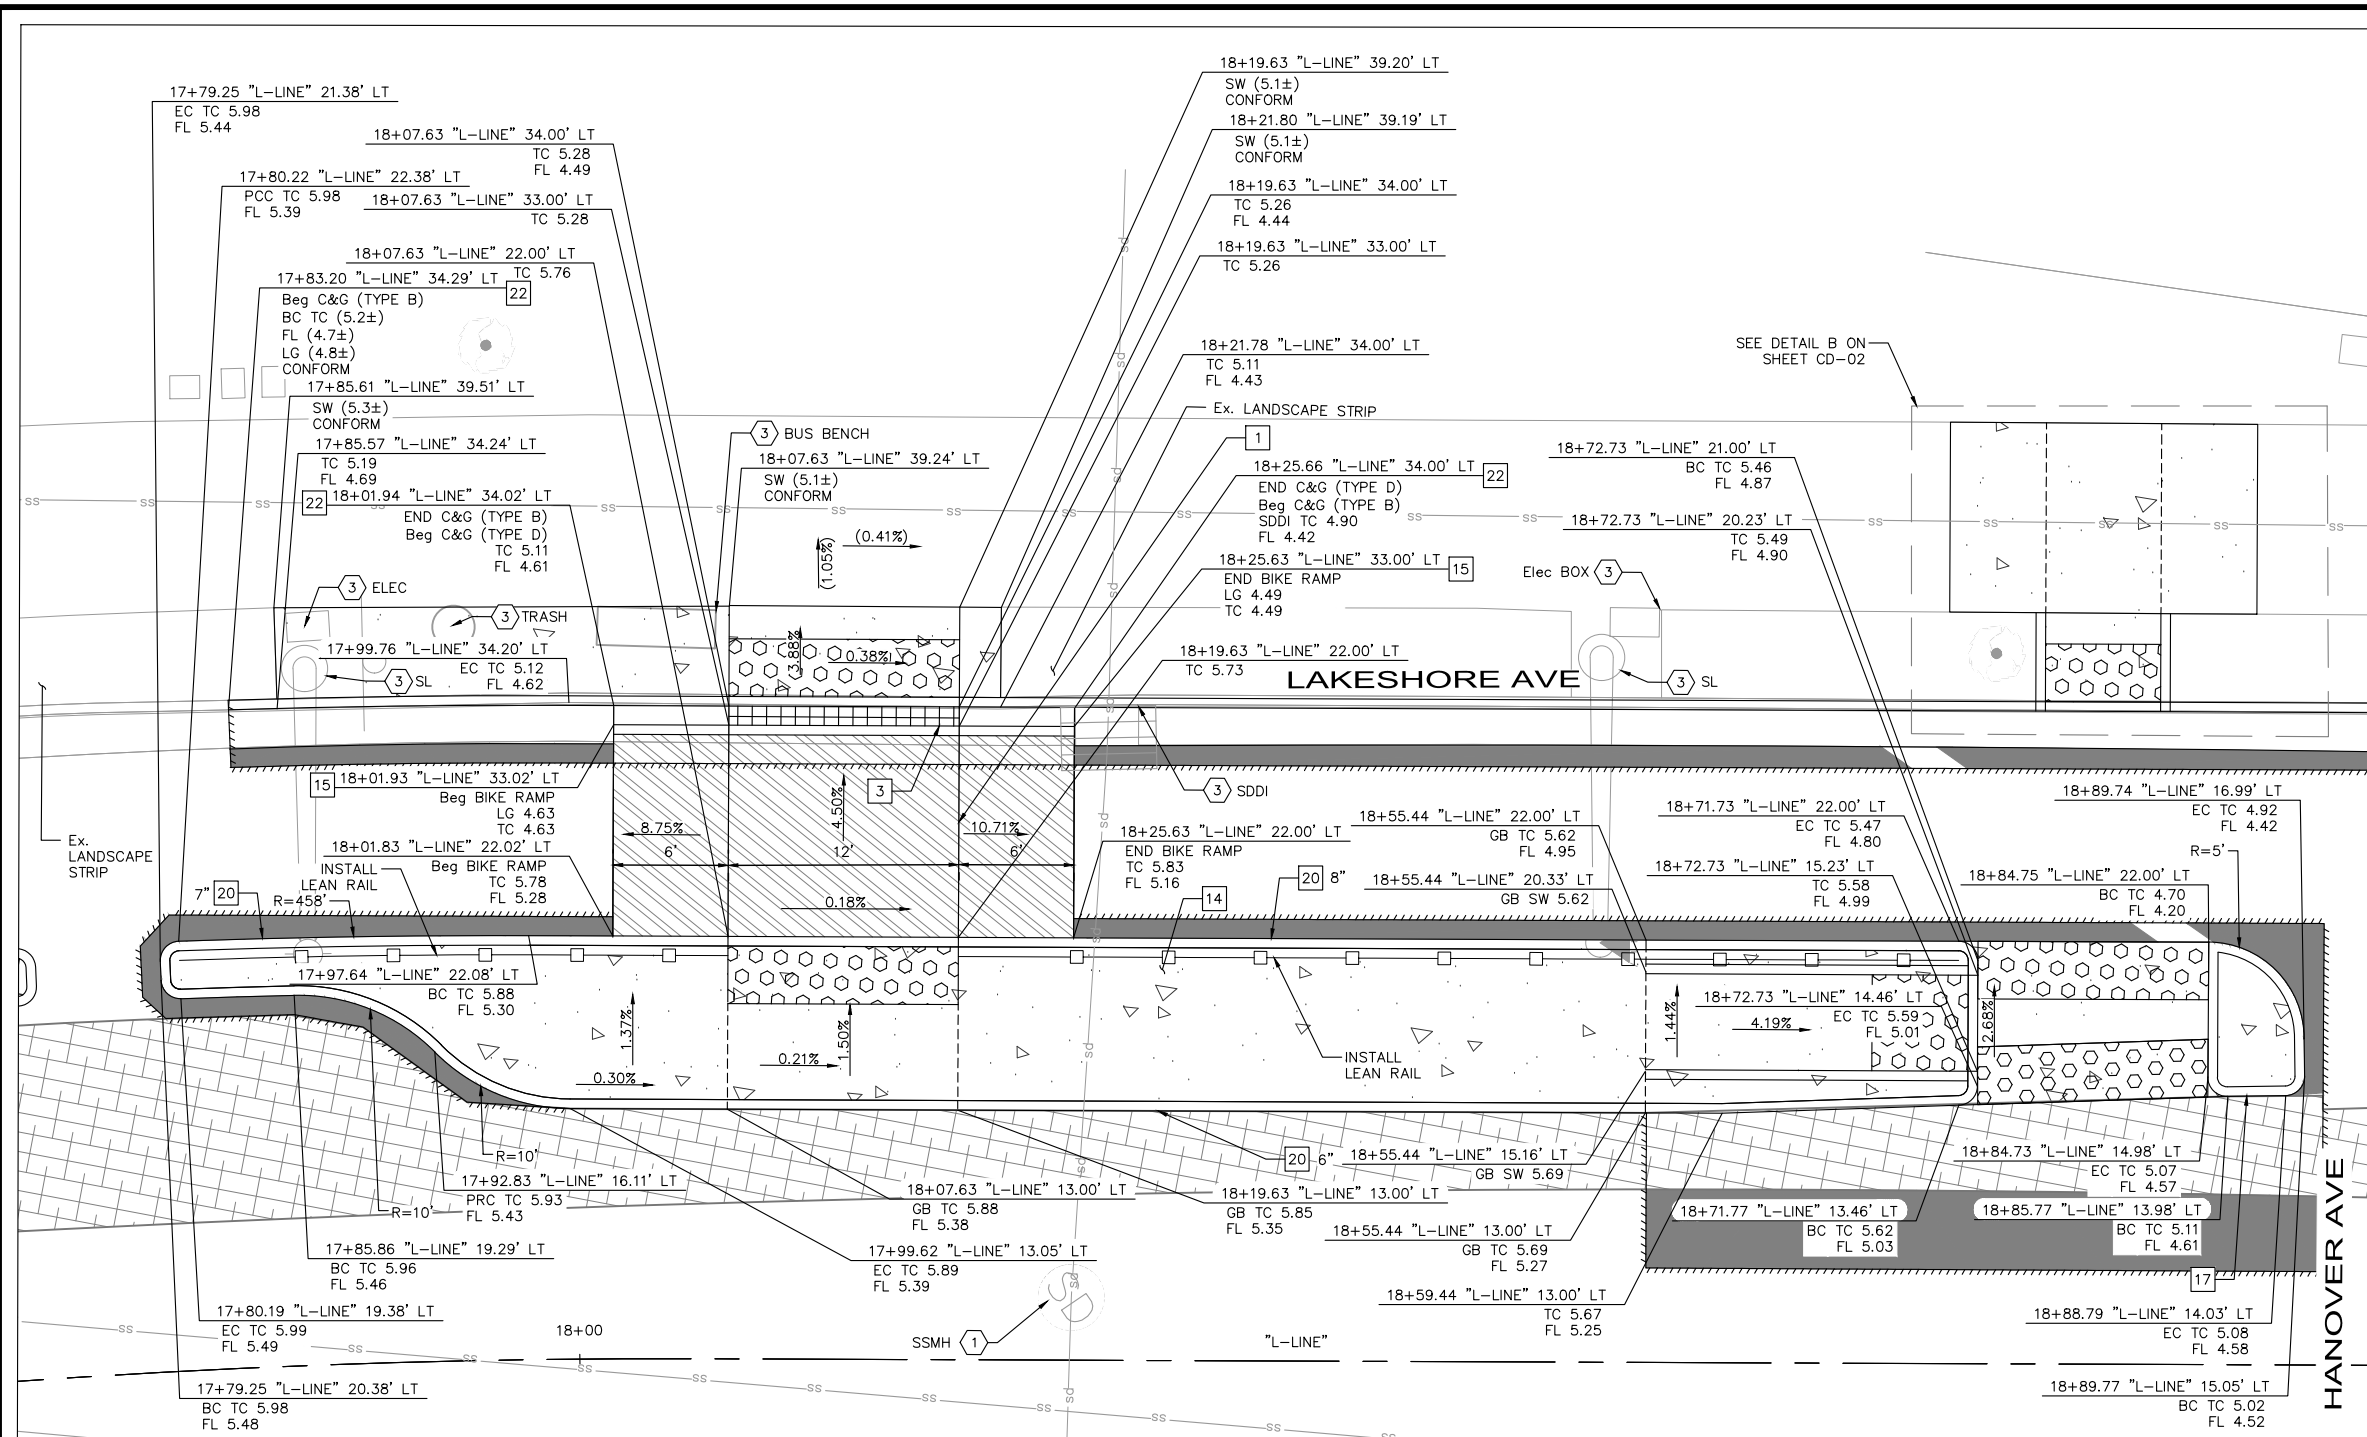 17+79.25 "L-LINE" 21.38' LT
EC TC 5.98
FL 5.44
18+07.63 "L-LINE" 34.00' LT
TC 5.28
FL 4.49
17+80.22 "L-LINE" 22.38' LT
PCC TC 5.98
FL 5.39
18+07.63 "L-LINE" 33.00' LT
TC 5.28
18+07.63 "L-LINE" 22.00' LT
TC 5.76
17+83.20 "L-LINE" 34.29' LT
22
Beg C&G (TYPE B)
BC TC (5.2±)
FL (4.7±)
LG (4.8±)
CONFORM
17+85.61 "L-LINE" 39.51' LT
SW (5.3±)
CONFORM
17+85.57 "L-LINE" 34.24' LT
TC 5.19
FL 4.69
22
18+01.94 "L-LINE" 34.02' LT
END C&G (TYPE B)
Beg C&G (TYPE D)
TC 5.11
FL 4.61
3 ELEC
3 TRASH
17+99.76 "L-LINE" 34.20' LT
EC TC 5.12
FL 4.62
3 SL
3 BUS BENCH
18+07.63 "L-LINE" 39.24' LT
SW (5.1±)
CONFORM
(1.05%)
(0.41%)
3.88%
0.38%
18+19.63 "L-LINE" 39.20' LT
SW (5.1±)
CONFORM
18+21.80 "L-LINE" 39.19' LT
SW (5.1±)
CONFORM
18+19.63 "L-LINE" 34.00' LT
TC 5.26
FL 4.44
18+19.63 "L-LINE" 33.00' LT
TC 5.26
18+21.78 "L-LINE" 34.00' LT
TC 5.11
FL 4.43
Ex. LANDSCAPE STRIP
1
18+25.66 "L-LINE" 34.00' LT
22
END C&G (TYPE D)
Beg C&G (TYPE B)
SDDI TC 4.90
FL 4.42
18+25.63 "L-LINE" 33.00' LT
15
END BIKE RAMP
LG 4.49
TC 4.49
18+19.63 "L-LINE" 22.00' LT
TC 5.73
LAKESHORE AVE
SEE DETAIL B ON
SHEET CD-02
18+72.73 "L-LINE" 21.00' LT
BC TC 5.46
FL 4.87
18+72.73 "L-LINE" 20.23' LT
TC 5.49
FL 4.90
Elec BOX 3
3 SL
3 SDDI
15
18+01.93 "L-LINE" 33.02' LT
Beg BIKE RAMP
LG 4.63
TC 4.63
18+01.83 "L-LINE" 22.02' LT
Beg BIKE RAMP
TC 5.78
FL 5.28
Ex.
LANDSCAPE
STRIP
INSTALL
LEAN RAIL
7" 20
R=458'
8.75%
6'
12'
4.50%
3
10.71%
6'
0.18%
18+25.63 "L-LINE" 22.00' LT
END BIKE RAMP
TC 5.83
FL 5.16
14
20 8"
18+55.44 "L-LINE" 22.00' LT
GB TC 5.62
FL 4.95
18+55.44 "L-LINE" 20.33' LT
GB SW 5.62
18+71.73 "L-LINE" 22.00' LT
EC TC 5.47
FL 4.80
18+72.73 "L-LINE" 15.23' LT
TC 5.58
FL 4.99
18+89.74 "L-LINE" 16.99' LT
EC TC 4.92
FL 4.42
R=5'
18+84.75 "L-LINE" 22.00' LT
BC TC 4.70
FL 4.20
17+97.64 "L-LINE" 22.08' LT
BC TC 5.88
FL 5.30
1.37%
1.50%
0.30%
0.21%
INSTALL
LEAN RAIL
1.44%
18+72.73 "L-LINE" 14.46' LT
EC TC 5.59
FL 5.01
4.19%
2.68%
R=10'
17+92.83 "L-LINE" 16.11' LT
PRC TC 5.93
FL 5.43
R=10'
17+85.86 "L-LINE" 19.29' LT
BC TC 5.96
FL 5.46
17+80.19 "L-LINE" 19.38' LT
EC TC 5.99
FL 5.49
17+79.25 "L-LINE" 20.38' LT
BC TC 5.98
FL 5.48
18+07.63 "L-LINE" 13.00' LT
GB TC 5.88
FL 5.38
17+99.62 "L-LINE" 13.05' LT
EC TC 5.89
FL 5.39
18+19.63 "L-LINE" 13.00' LT
GB TC 5.85
FL 5.35
20 6"
18+55.44 "L-LINE" 15.16' LT
GB SW 5.69
18+55.44 "L-LINE" 13.00' LT
GB TC 5.69
FL 5.27
18+59.44 "L-LINE" 13.00' LT
TC 5.67
FL 5.25
18+71.77 "L-LINE" 13.46' LT
BC TC 5.62
FL 5.03
18+84.73 "L-LINE" 14.98' LT
EC TC 5.07
FL 4.57
18+85.77 "L-LINE" 13.98' LT
BC TC 5.11
FL 4.61
17
18+88.79 "L-LINE" 14.03' LT
EC TC 5.08
FL 4.58
18+89.77 "L-LINE" 15.05' LT
BC TC 5.02
FL 4.52
HANOVER AVE
18+00
SSMH 1
SD
"L-LINE"
ss
sd